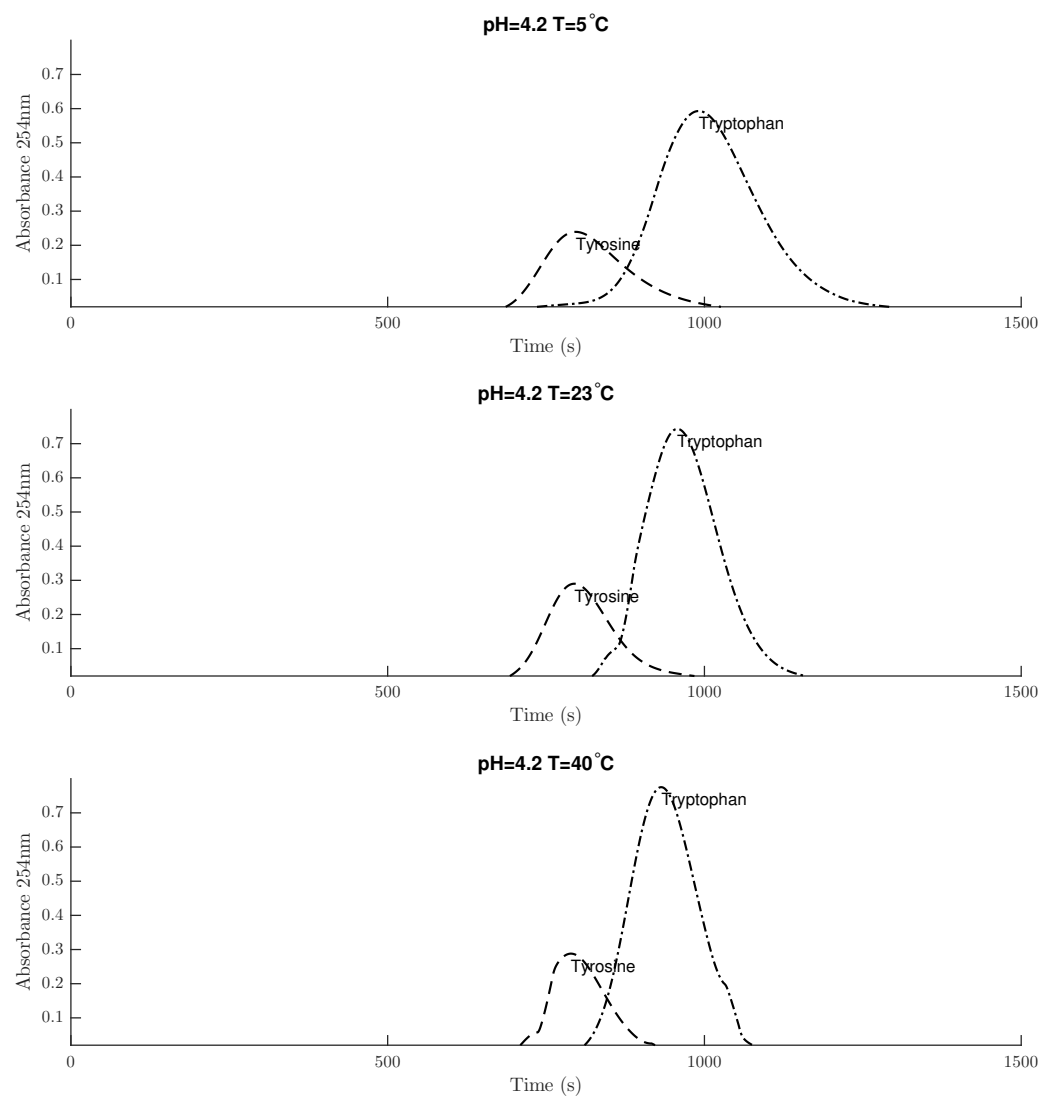 pH=4.2 T=5°C
0.7
0.6
0.5
0.4
0.3
0.2
0.1
Absorbance 254nm
Tryptophan
Tyrosine
0 500 1000 1500
Time (s)
pH=4.2 T=23°C
0.7
0.6
0.5
0.4
0.3
0.2
0.1
Absorbance 254nm
Tryptophan
Tyrosine
0 500 1000 1500
Time (s)
pH=4.2 T=40°C
0.7
0.6
0.5
0.4
0.3
0.2
0.1
Absorbance 254nm
Tryptophan
Tyrosine
0 500 1000 1500
Time (s)